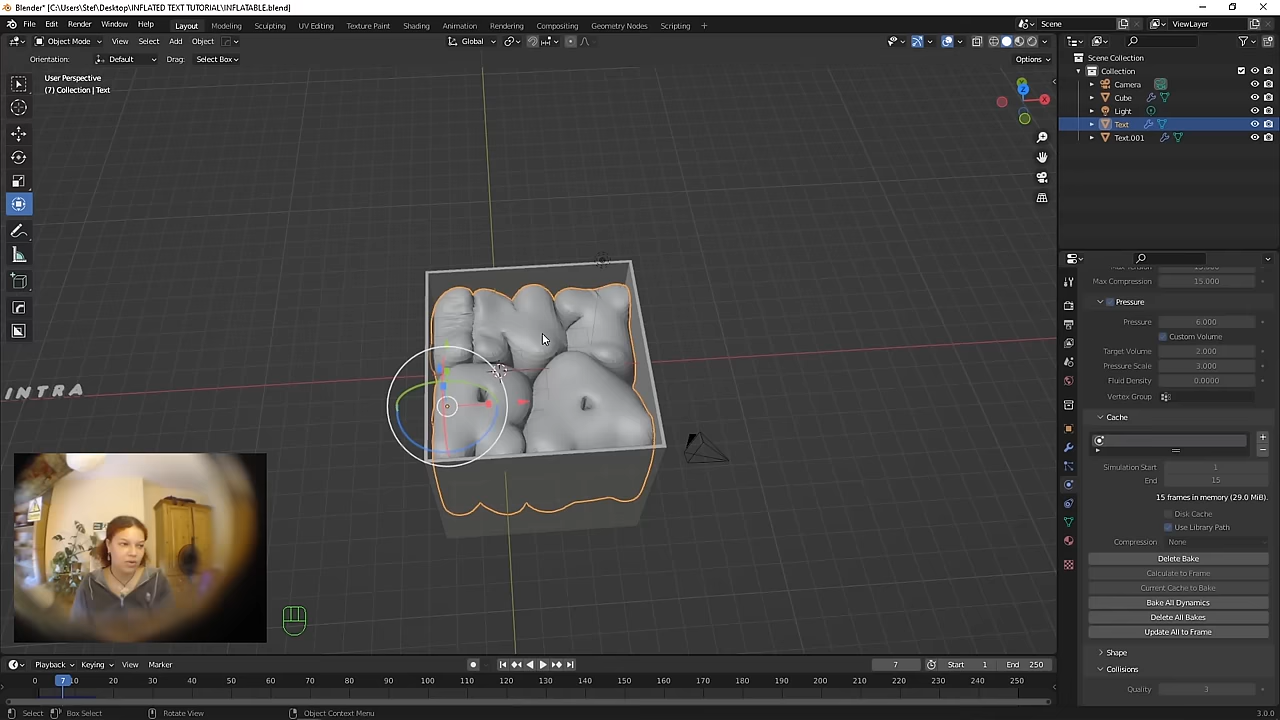 Blender* [C:\Users\Stef\Desktop\INFLATED TEXT TUTORIAL\INFLATABLE.blend]
File Edit Render Window Help Layout Modeling Sculpting UV Editing Texture Paint Shading Animation Rendering Compositing Geometry Nodes Scripting + Scene ViewLayer
Object Mode View Select Add Object Global
Orientation: Default Drag: Select Box Options
User Perspective
(7) Collection | Text
Scene Collection
Collection
Camera
Cube
Light
Text
Text.001
X
Z
INTRA
Max Compression 15.000
Pressure
Pressure 6.000
Custom Volume
Target Volume 2.000
Pressure Scale 3.000
Fluid Density 0.0000
Vertex Group
Cache
Simulation Start 1
End 15
15 frames in memory (29.0 MiB).
Disk Cache
Use Library Path
Compression None
Delete Bake
Calculate to Frame
Current Cache to Bake
Bake All Dynamics
Delete All Bakes
Update All to Frame
Shape
Collisions
Quality 3
Playback Keying View Marker 7 Start 1 End 250
0 7 10 20 30 40 50 60 70 80 90 100 110 120 130 140 150 160 170 180 190 200 210 220 230 240 250
Select Box Select Rotate View Object Context Menu 3.0.0